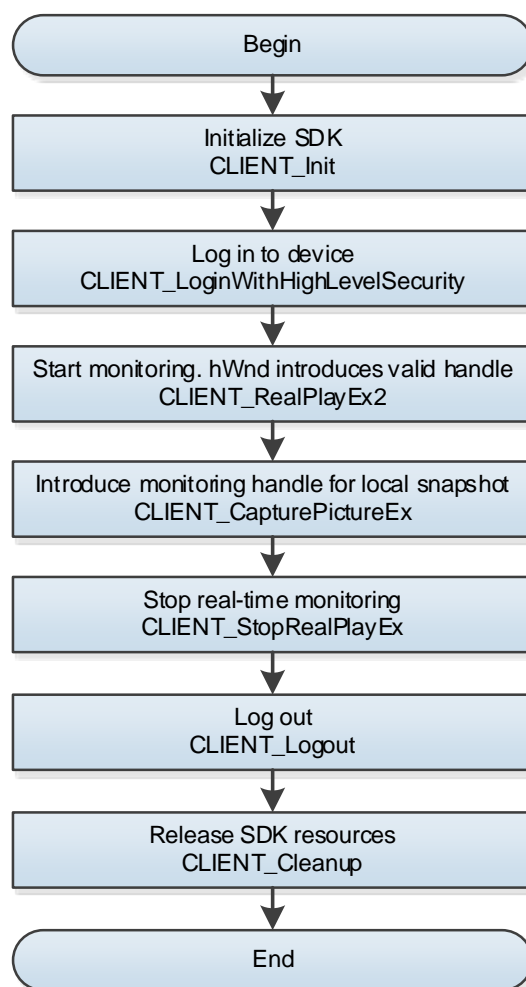 Begin
Initialize SDK
CLIENT_Init
Log in to device
CLIENT_LoginWithHighLevelSecurity
Start monitoring. hWnd introduces valid handle
CLIENT_RealPlayEx2
Introduce monitoring handle for local snapshot
CLIENT_CapturePictureEx
Stop real-time monitoring
CLIENT_StopRealPlayEx
Log out
CLIENT_Logout
Release SDK resources
CLIENT_Cleanup
End